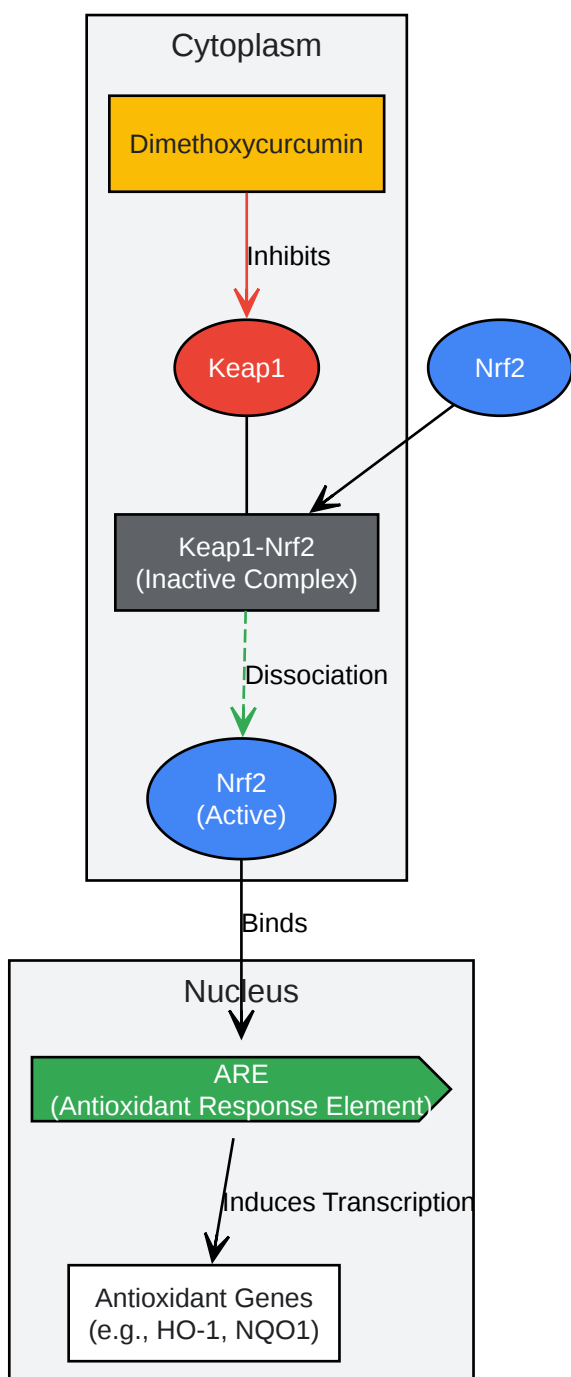 Cytoplasm
Dimethoxycurcumin
Inhibits
Keap1
Nrf2
Keap1-Nrf2
(Inactive Complex)
Dissociation
Nrf2
(Active)
Binds
Nucleus
ARE
(Antioxidant Response Element)
Induces Transcription
Antioxidant Genes
(e.g., HO-1, NQO1)